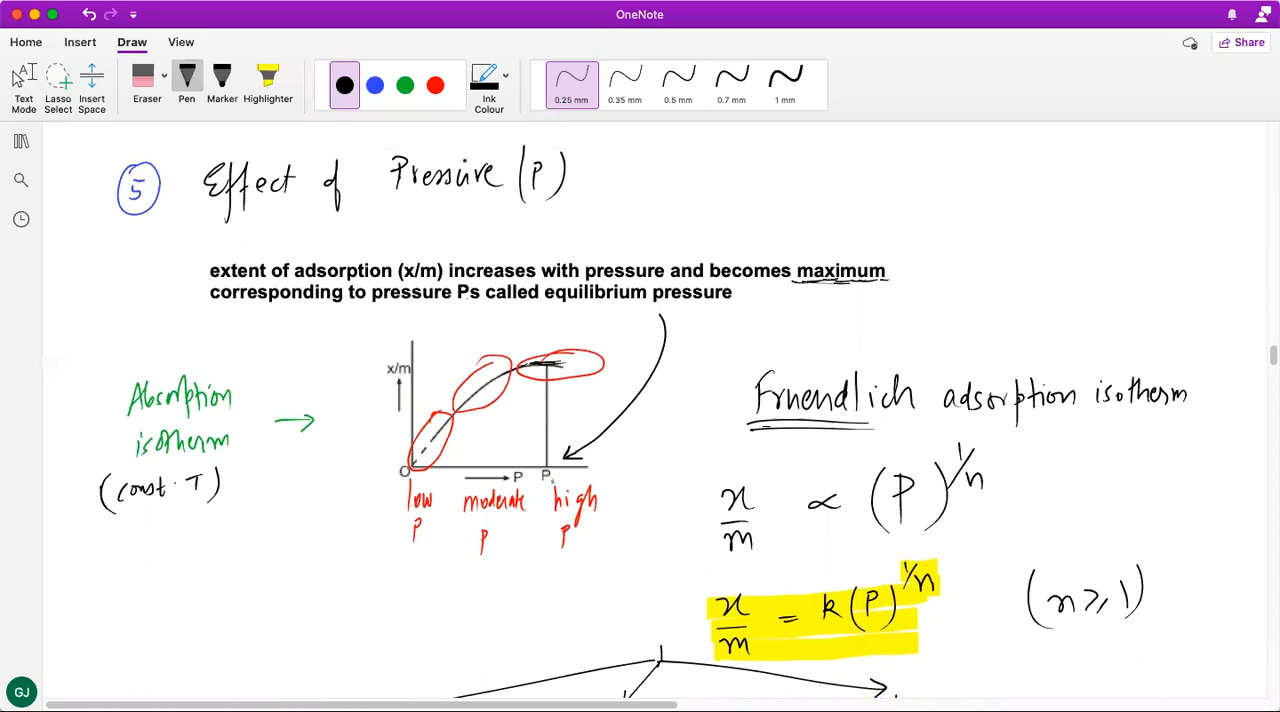 OneNote
Home Insert Draw View
Share
Text Mode
Lasso Select
Insert Space
Eraser
Pen
Marker
Highlighter
Ink Colour
0.25 mm
0.35 mm
0.5 mm
0.7 mm
1 mm
5 Effect of Pressure (P)
extent of adsorption (x/m) increases with pressure and becomes maximum
corresponding to pressure Ps called equilibrium pressure
Absorption
isotherm
(const. T)
→
x/m
O
P
Ps
low P
moderate P
high P
Fruendlich adsorption isotherm
x/m ∝ (P)^1/n
x/m = k(P)^1/n
(n ⩾ 1)
GJ